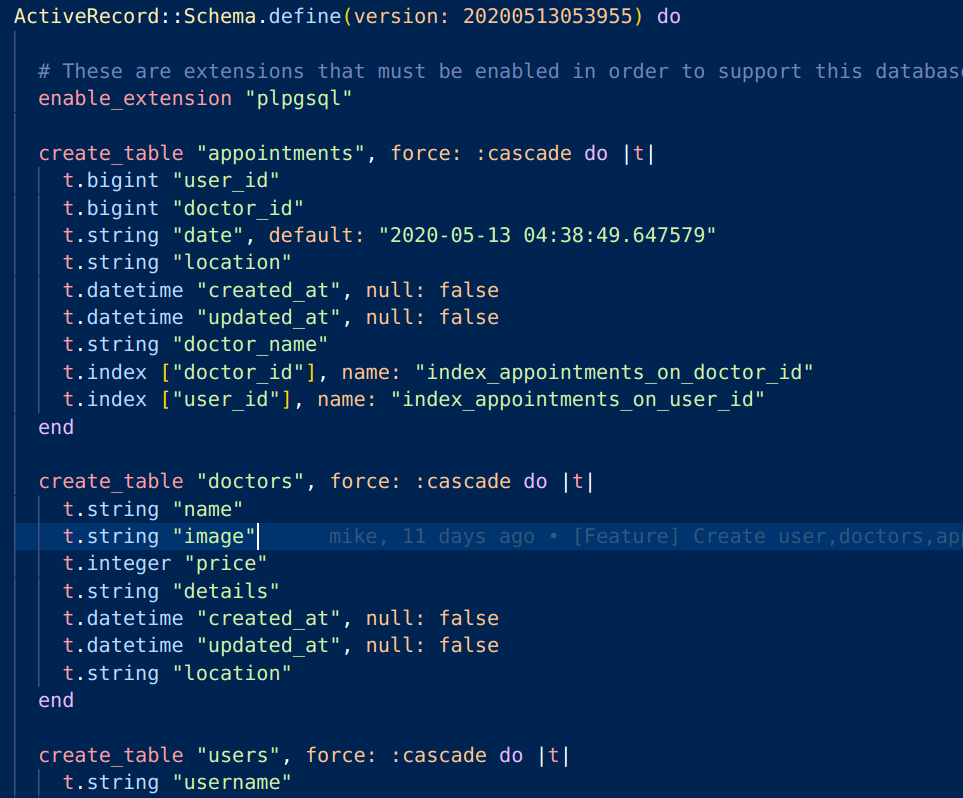 ActiveRecord::Schema.define(version: 20200513053955) do
# These are extensions that must be enabled in order to support this database
enable_extension "plpgsql"
create_table "appointments", force: :cascade do |t|
t.bigint "user_id"
t.bigint "doctor_id"
t.string "date", default: "2020-05-13 04:38:49.647579"
t.string "location"
t.datetime "created_at", null: false
t.datetime "updated_at", null: false
t.string "doctor_name"
t.index ["doctor_id"], name: "index_appointments_on_doctor_id"
t.index ["user_id"], name: "index_appointments_on_user_id"
end
create_table "doctors", force: :cascade do |t|
t.string "name"
t.string "image" mike, 11 days ago • [Feature] Create user,doctors,ap
t.integer "price"
t.string "details"
t.datetime "created_at", null: false
t.datetime "updated_at", null: false
t.string "location"
end
create_table "users", force: :cascade do |t|
t.string "username"